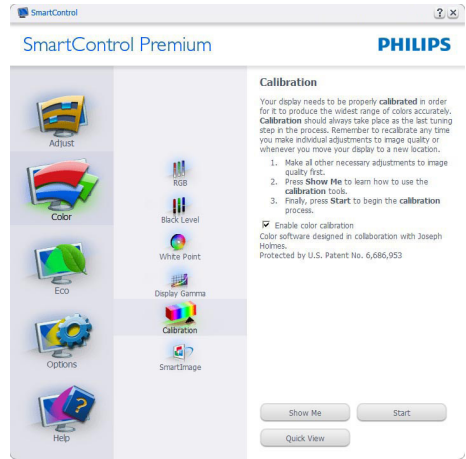 SmartControl
SmartControl Premium
PHILIPS
Adjust
Color
Eco
Options
Help
RGB
Black Level
White Point
Display Gamma
Calibration
SmartImage
Calibration
Your display needs to be properly calibrated in order
for it to produce the widest range of colors accurately.
Calibration should always take place as the last tuning
step in the process. Remember to recalibrate any time
you make individual adjustments to image quality or
whenever you move your display to a new location.
1. Make all other necessary adjustments to image
quality first.
2. Press Show Me to learn how to use the
calibration tools.
3. Finally, press Start to begin the calibration
process.
Enable color calibration
Color software designed in collaboration with Joseph
Holmes.
Protected by U.S. Patent No. 6,686,953
Show Me
Start
Quick View